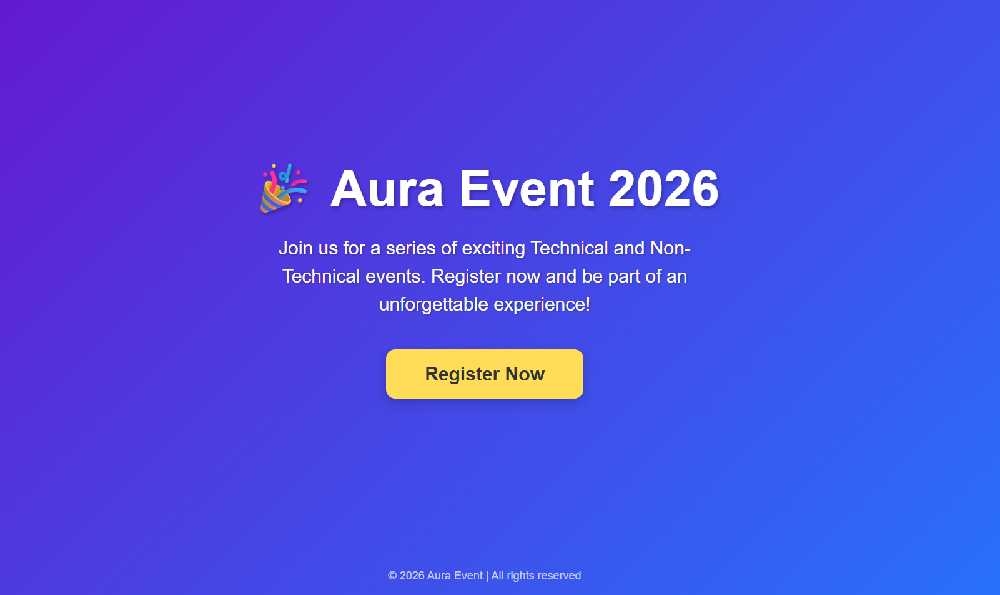 🎉 Aura Event 2026
Join us for a series of exciting Technical and Non-
Technical events. Register now and be part of an
unforgettable experience!
Register Now
© 2026 Aura Event | All rights reserved